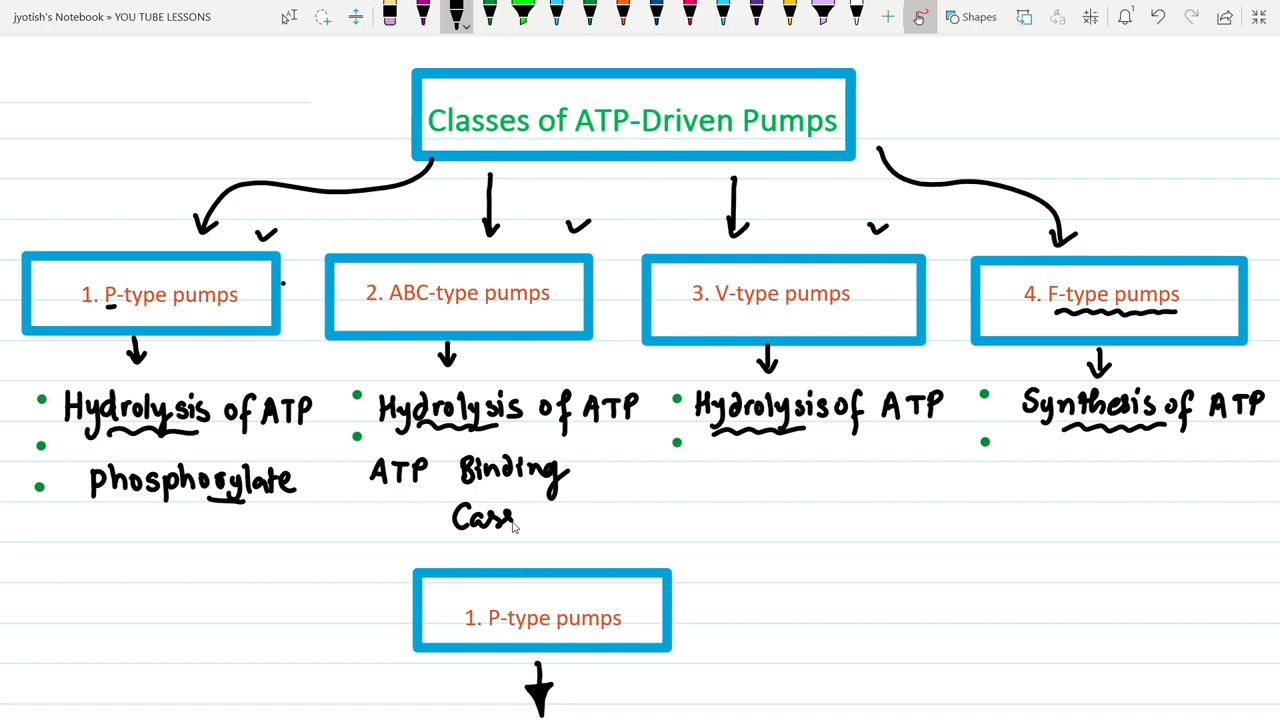 jyotish's Notebook » YOU TUBE LESSONS
Shapes
Classes of ATP-Driven Pumps
1. P-type pumps
2. ABC-type pumps
3. V-type pumps
4. F-type pumps
Hydrolysis of ATP
Hydrolysis of ATP
Hydrolysis of ATP
Synthesis of ATP
phosphorylate
ATP Binding
Cass
1. P-type pumps